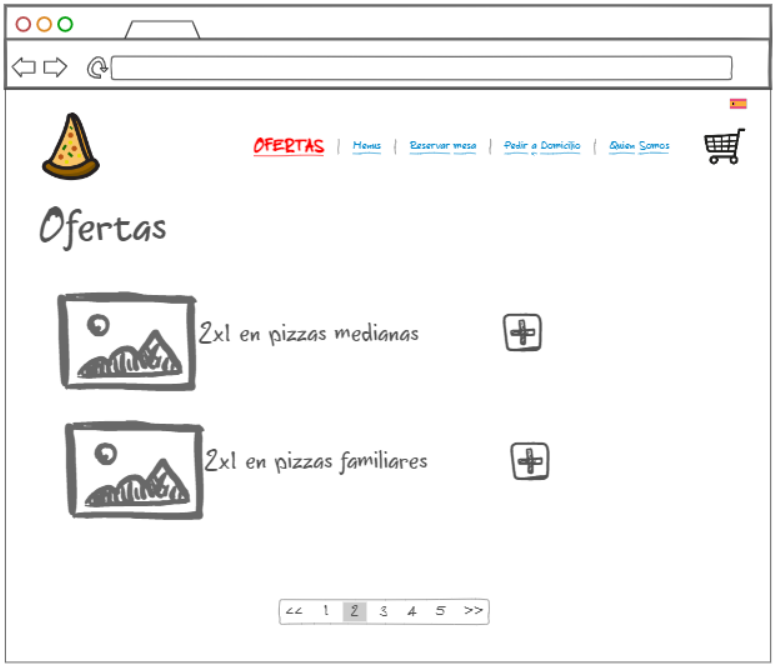 OFERTAS | Menus | Reservar mesa | Pedir a Domicilio | Quien Somos
Ofertas
2x1 en pizzas medianas
2x1 en pizzas familiares
<< 1 2 3 4 5 >>